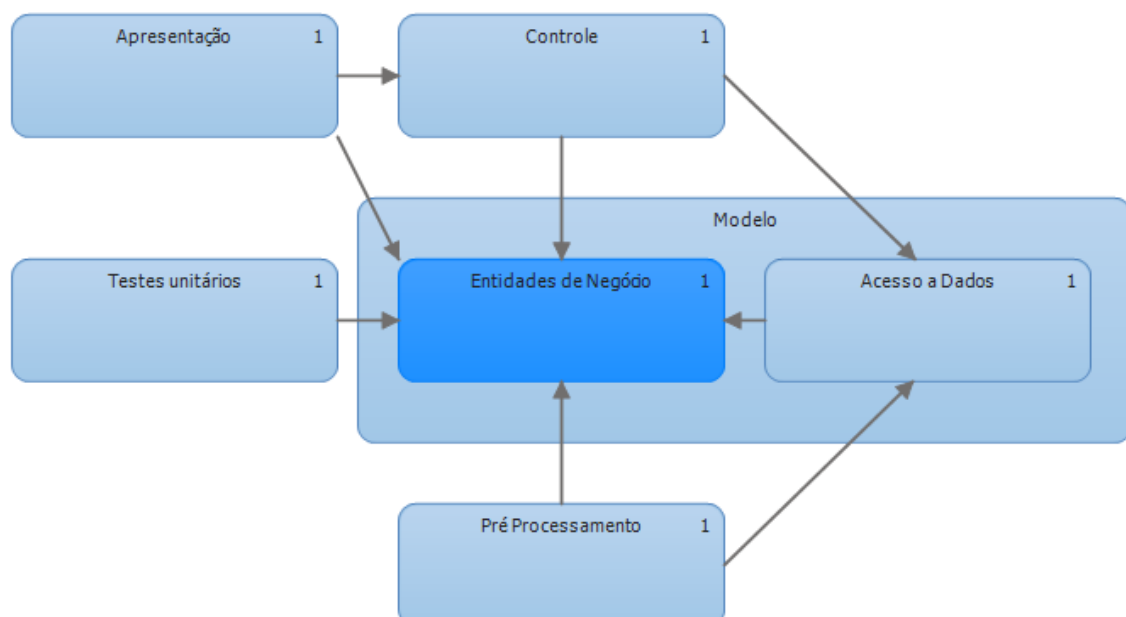 Apresentação 1
Controle 1
Modelo
Testes unitários 1
Entidades de Negócio 1
Acesso a Dados 1
Pré Processamento 1